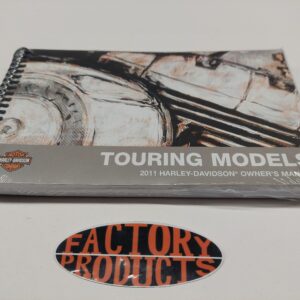 TOURING MODELS
2011 HARLEY-DAVIDSON® OWNER'S MAN
FACTORY
PRODUCTS